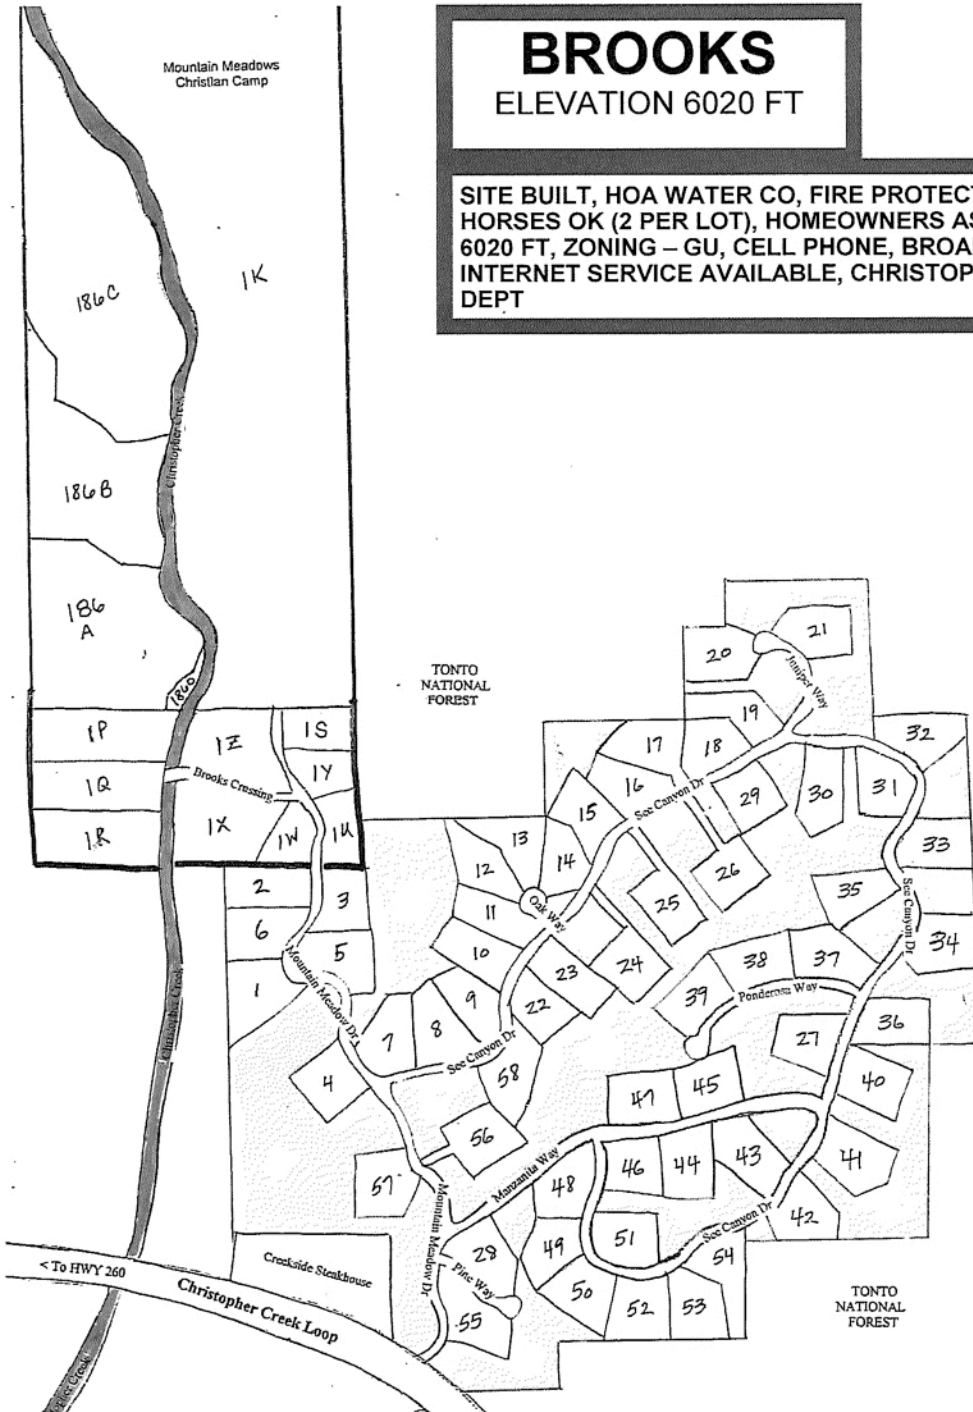 BROOKS
ELEVATION 6020 FT
Mountain Meadows
Christian Camp
SITE BUILT, HOA WATER CO, FIRE PROTECT
HORSES OK (2 PER LOT), HOMEOWNERS AS
6020 FT, ZONING – GU, CELL PHONE, BROA
INTERNET SERVICE AVAILABLE, CHRISTOP
DEPT
1K
186C
Christopher Creek
186B
186
A
186D
TONTO
NATIONAL
FOREST
21
20
Juniper Way
19
1P
1Z
1S
17
18
32
1Q
Brooks Crossing
1Y
16
See Canyon Dr
29
30
31
15
1R
1X
1W
1U
13
14
33
12
26
2
3
11
Oak Way
25
35
See Canyon Dr
6
5
10
23
24
38
37
34
1
Mountain Meadow Dr
9
22
39
Ponderosa Way
36
Christopher Creek
7
8
See Canyon Dr
27
4
58
47
45
40
56
57
Manzanita Way
48
46
44
43
41
Mountain Meadow Dr
28
49
51
See Canyon Dr
42
54
Creekside Steakhouse
Pine Way
50
52
53
55
< To HWY 260
Christopher Creek Loop
TONTO
NATIONAL
FOREST